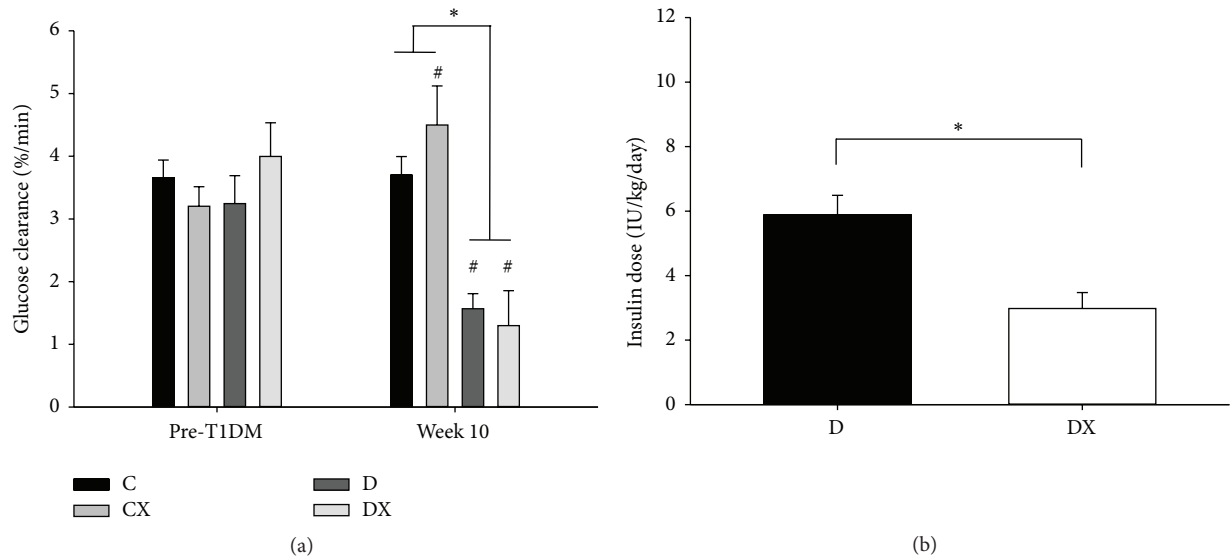 Glucose clearance (%/min)
6
5
4
3
2
1
0
*
#
#
#
Pre-T1DM
Week 10
C
CX
D
DX
(a)
Insulin dose (IU/kg/day)
12
10
8
6
4
2
0
*
D
DX
(b)